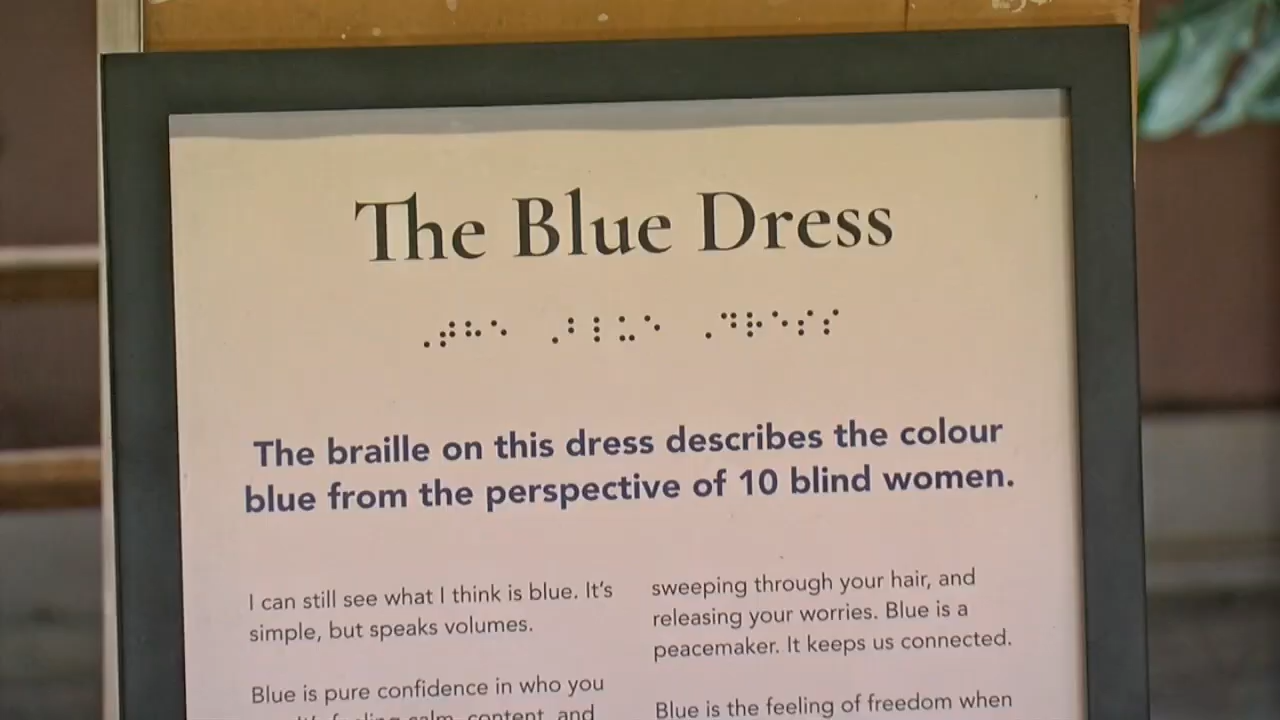 The Blue Dress
⠠⠞⠓⠑ ⠠⠃⠇⠥⠑ ⠠⠙⠗⠑⠎⠎
The braille on this dress describes the colour
blue from the perspective of 10 blind women.
I can still see what I think is blue. It's
simple, but speaks volumes.
Blue is pure confidence in who you
calm, content, and
sweeping through your hair, and
releasing your worries. Blue is a
peacemaker. It keeps us connected.
Blue is the feeling of freedom when